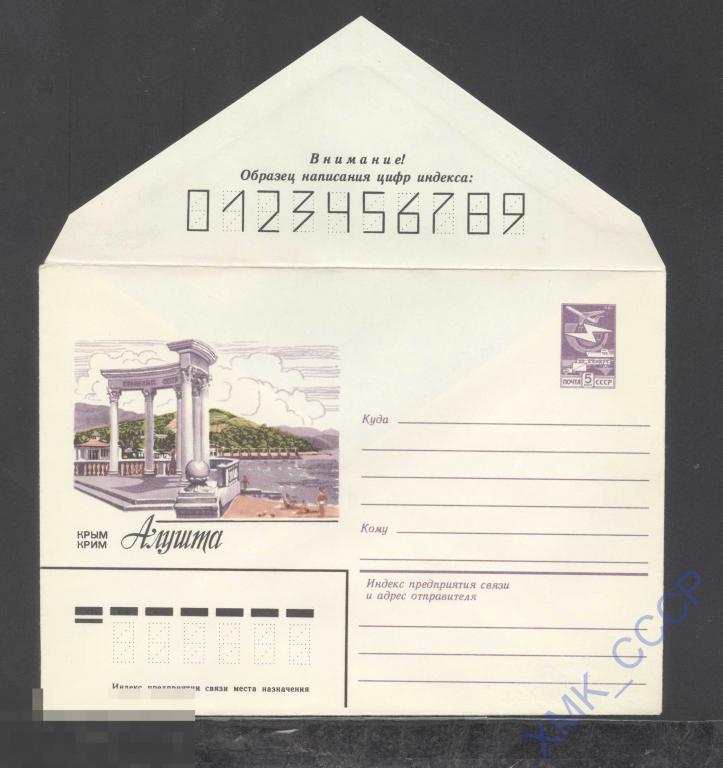 Внимание!
Образец написания цифр индекса:
0123456789
ПОЧТА 5 СССР
Куда
КРЫМ
КРИМ
Алушта
Кому
Индекс предприятия связи
и адрес отправителя
Индекс предприятия связи места назначения
ХМК_СССР